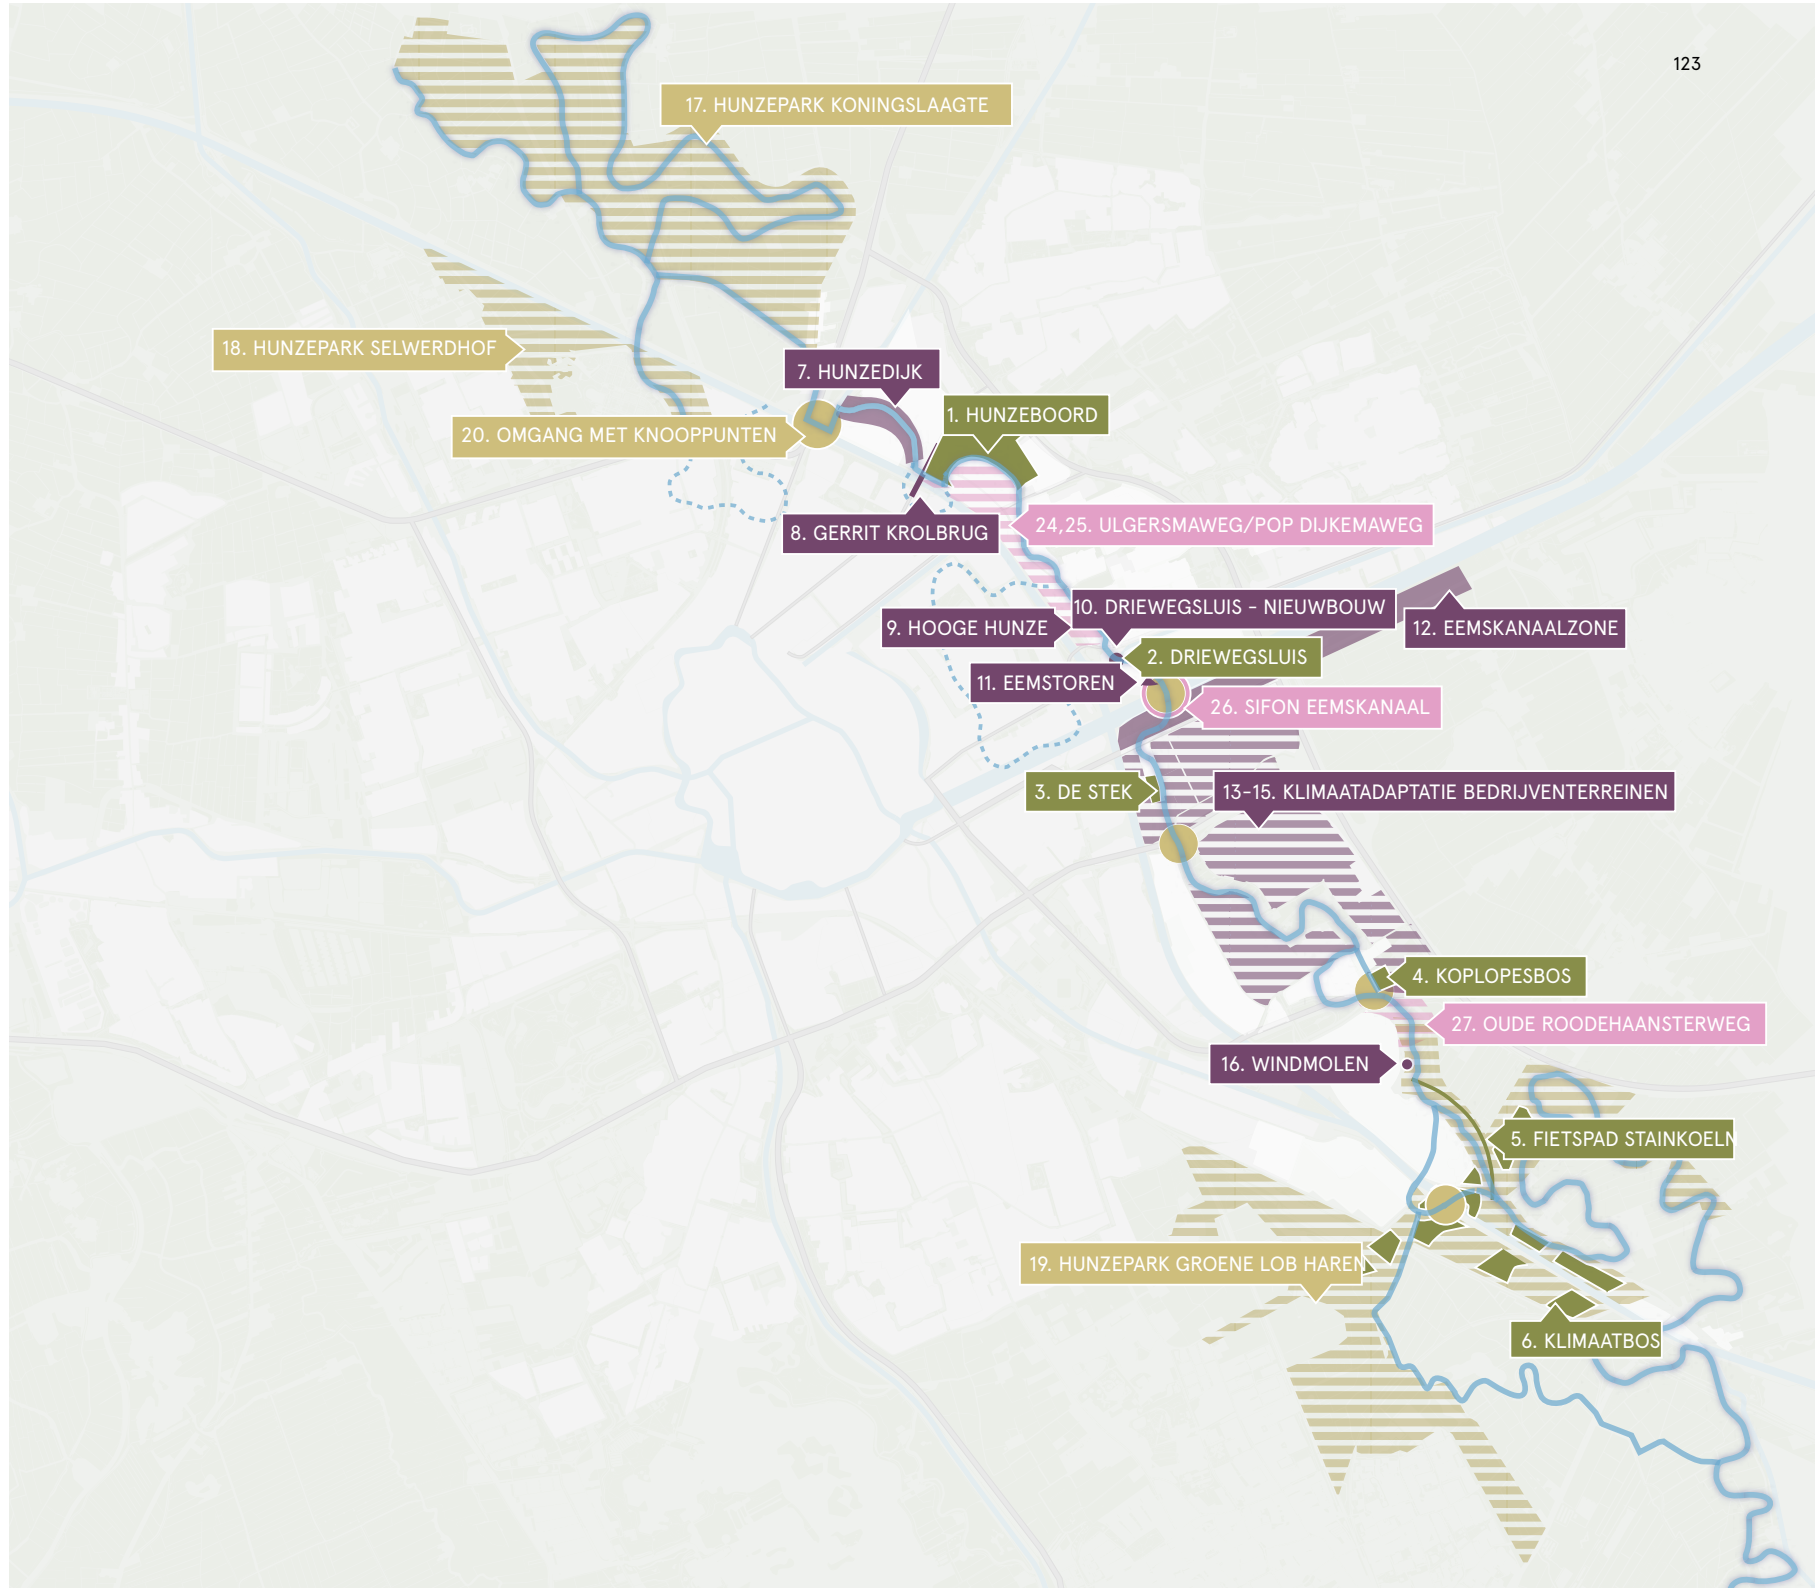 123
17. HUNZEPARK KONINGSLAAGTE
18. HUNZEPARK SELWERDHOF
7. HUNZEDIJK
1. HUNZEBOORD
20. OMGANG MET KNOOPPUNTEN
8. GERRIT KROLBRUG
24,25. ULGERSMAWEG/POP DIJKEMAWEG
10. DRIEWEGSLUIS - NIEUWBOUW
9. HOOGE HUNZE
12. EEMSKANAALZONE
2. DRIEWEGSLUIS
11. EEMSTOREN
26. SIFON EEMSKANAAL
3. DE STEK
13-15. KLIMAATADAPTATIE BEDRIJVENTERREINEN
4. KOPLOPESBOS
27. OUDE ROODEHAANSTERWEG
16. WINDMOLEN
5. FIETSPAD STAINKOELN
19. HUNZEPARK GROENE LOB HAREN
6. KLIMAATBOS